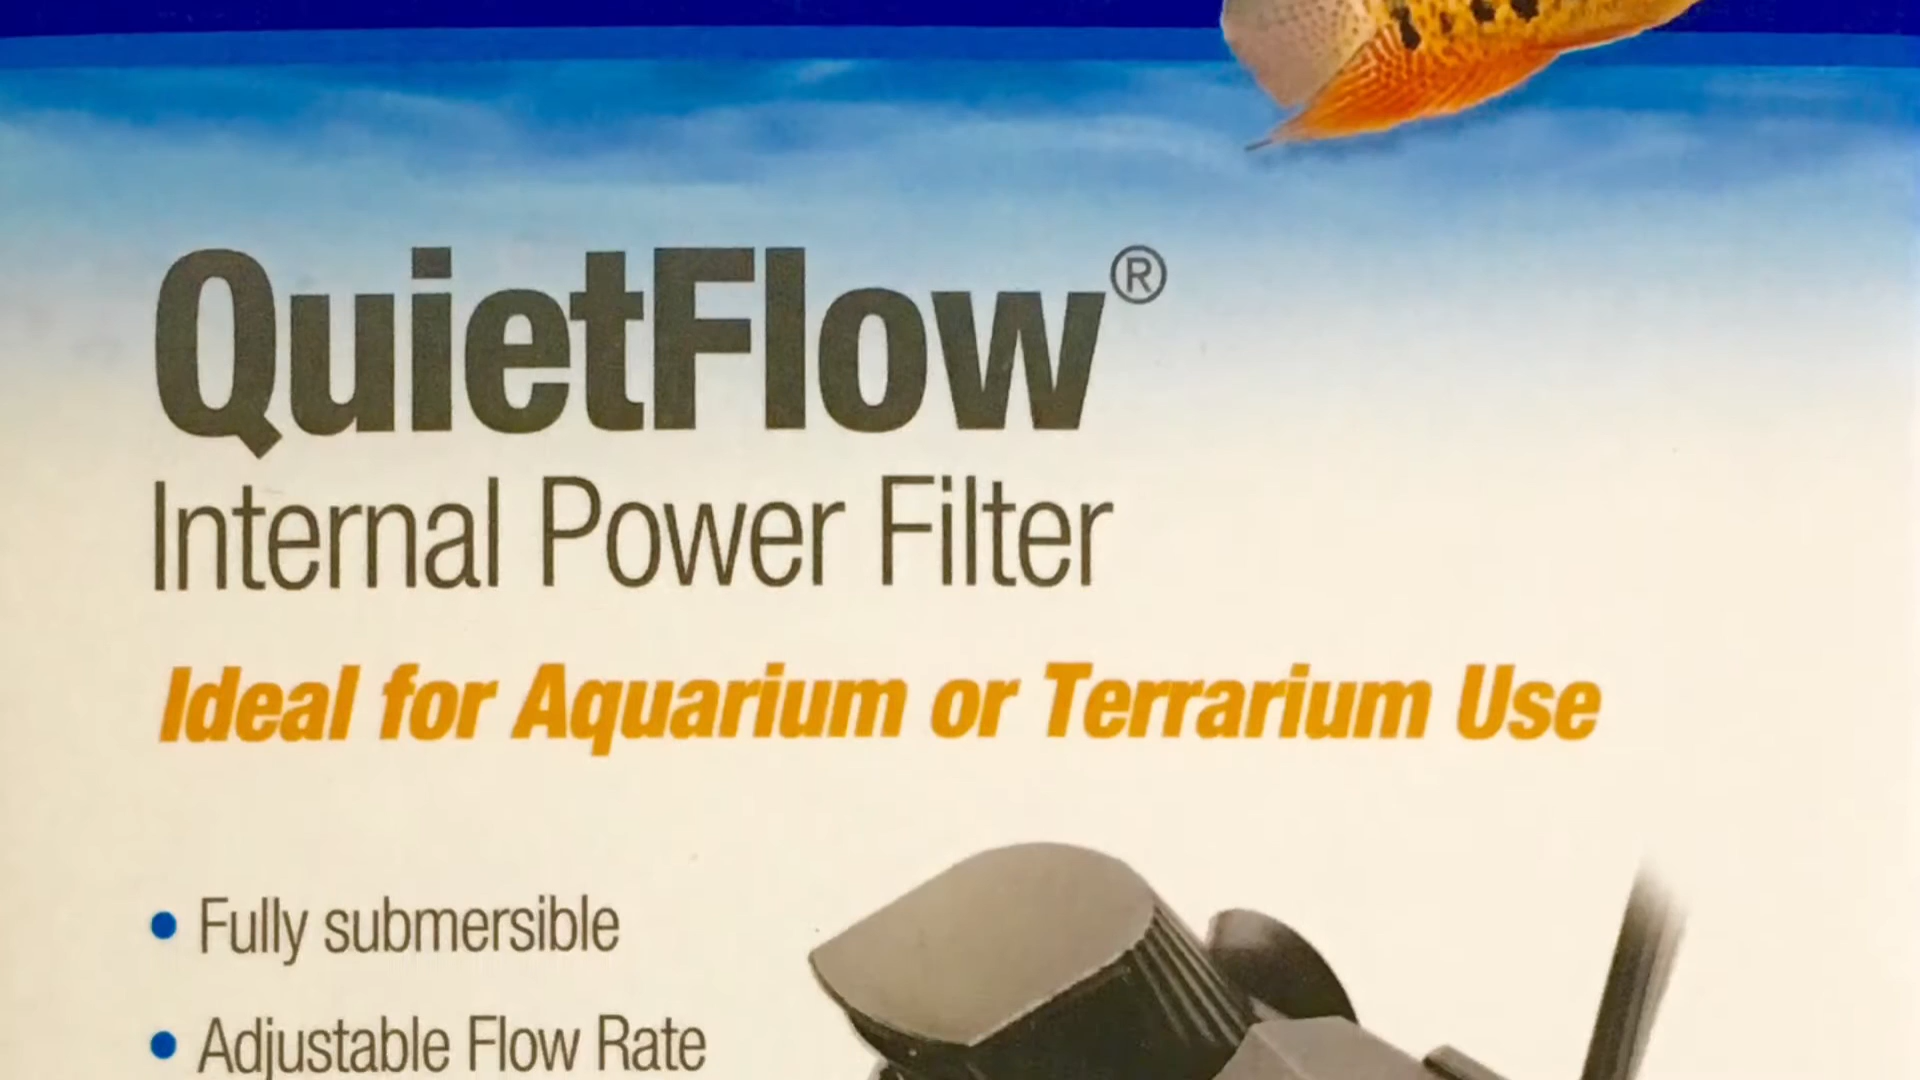 QuietFlow®
Internal Power Filter
Ideal for Aquarium or Terrarium Use
• Fully submersible
• Adjustable Flow Rate